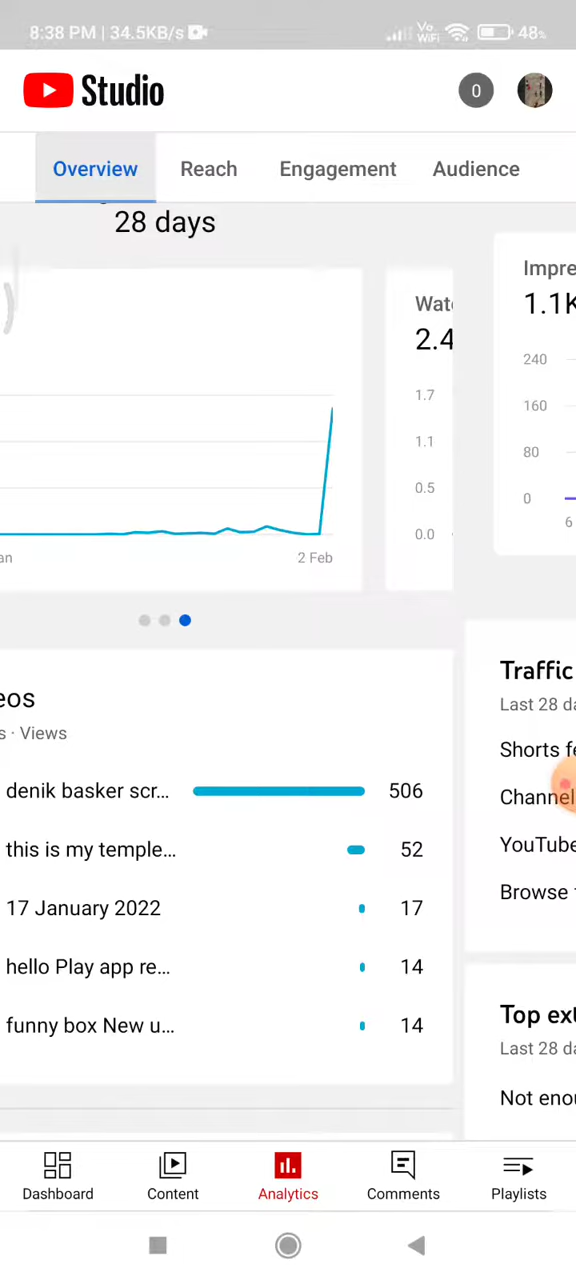 8:38 PM | 34.5KB/s
Vo WiFi
48%
Studio
0
Overview Reach Engagement Audience
28 days
Impre
1.1K
240
160
80
0
6
Wat
2.4
1.7
1.1
0.5
0.0
an
2 Feb
eos
s · Views
denik basker scr... 506
this is my temple... 52
17 January 2022 17
hello Play app re... 14
funny box New u... 14
Traffic
Last 28 da
Shorts fe
Channel
YouTube
Browse f
Top ext
Last 28 da
Not enou
Dashboard Content Analytics Comments Playlists